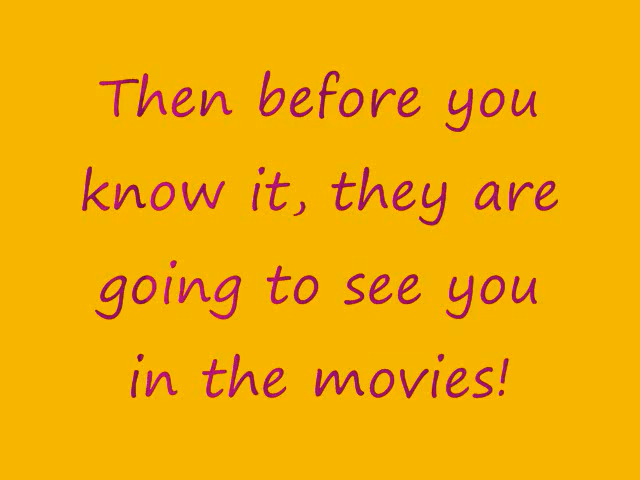 Then before you
know it, they are
going to see you
in the movies!